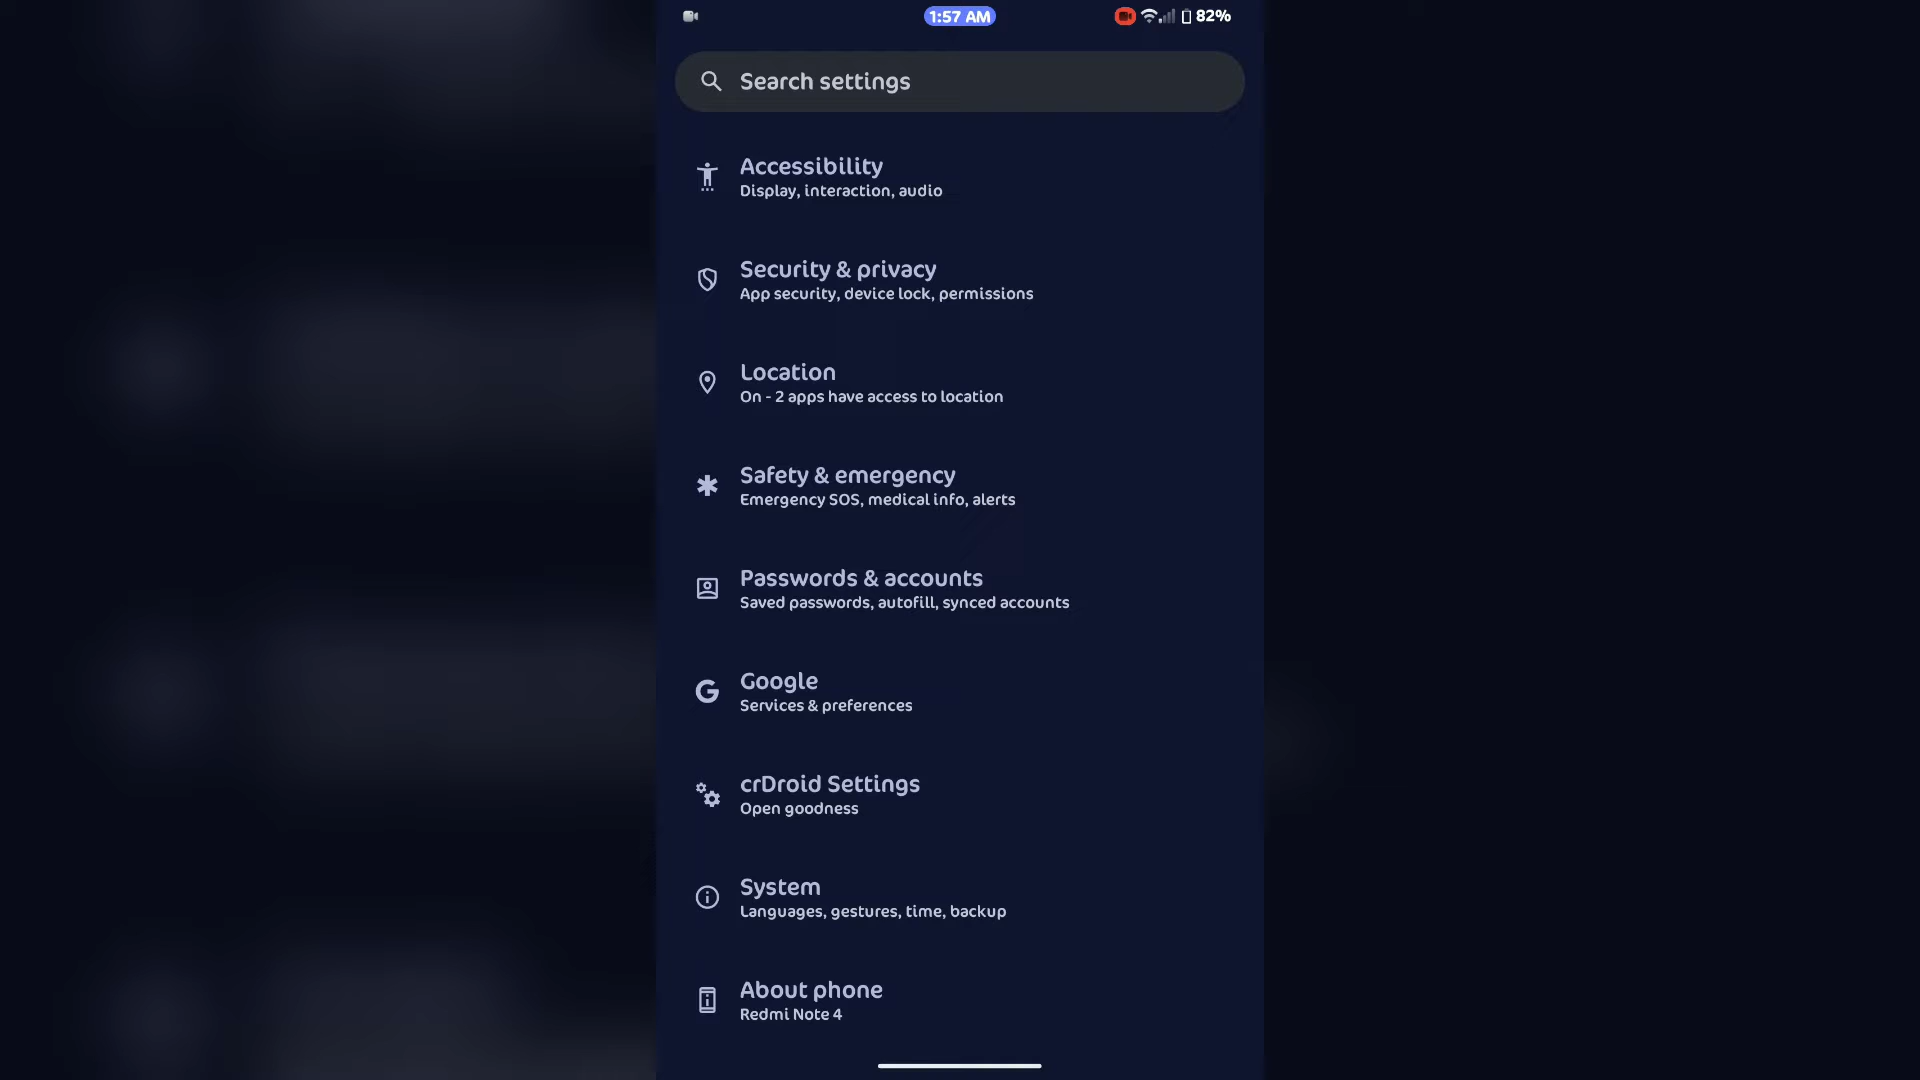 1:57 AM
82%
Search settings
Accessibility
Display, interaction, audio
Security & privacy
App security, device lock, permissions
Location
On - 2 apps have access to location
Safety & emergency
Emergency SOS, medical info, alerts
Passwords & accounts
Saved passwords, autofill, synced accounts
Google
Services & preferences
crDroid Settings
Open goodness
System
Languages, gestures, time, backup
About phone
Redmi Note 4